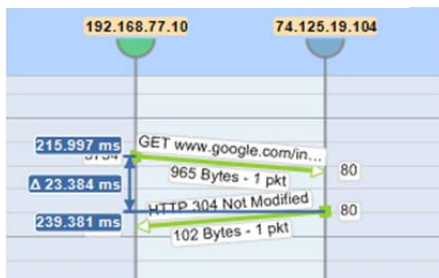 192.168.77.10 74.125.19.104
215.997 ms
GET www.google.com/in...
965 Bytes - 1 pkt
80
Δ 23.384 ms
HTTP 304 Not Modified
80
239.381 ms
102 Bytes - 1 pkt